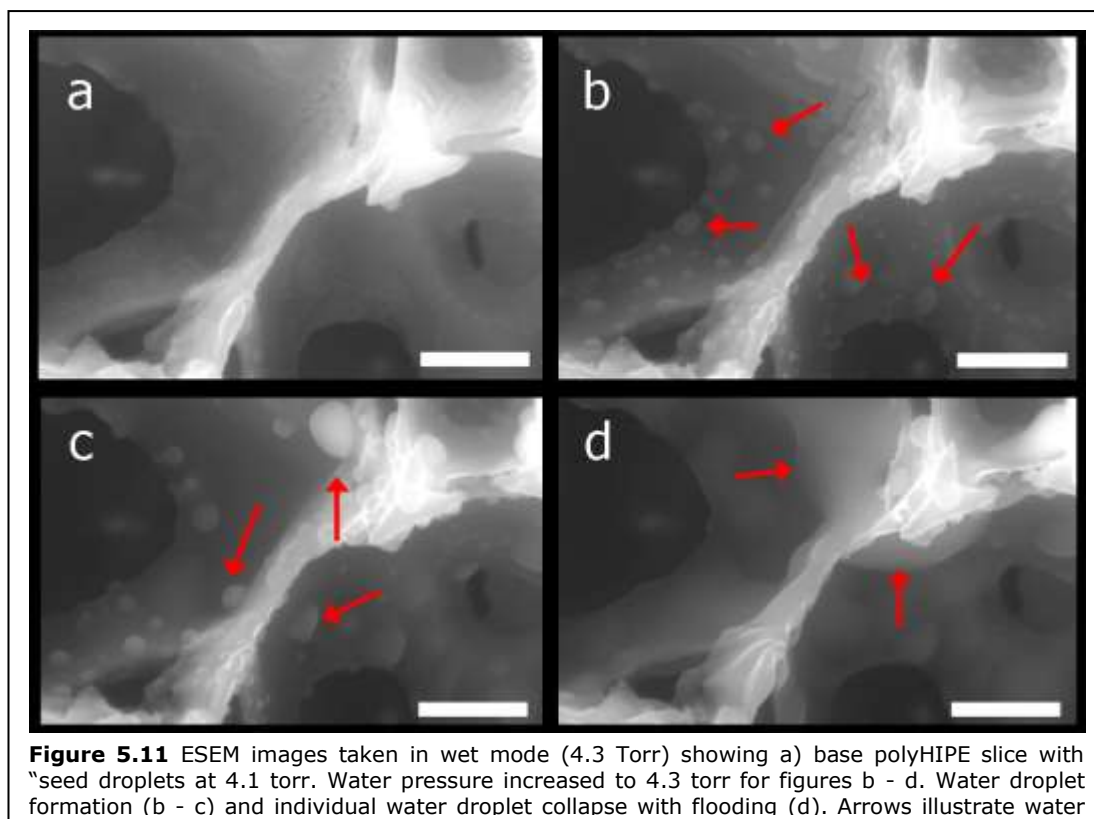 a
b
c
d
Figure 5.11 ESEM images taken in wet mode (4.3 Torr) showing a) base polyHIPE slice with
“seed droplets at 4.1 torr. Water pressure increased to 4.3 torr for figures b - d. Water droplet
formation (b - c) and individual water droplet collapse with flooding (d). Arrows illustrate water